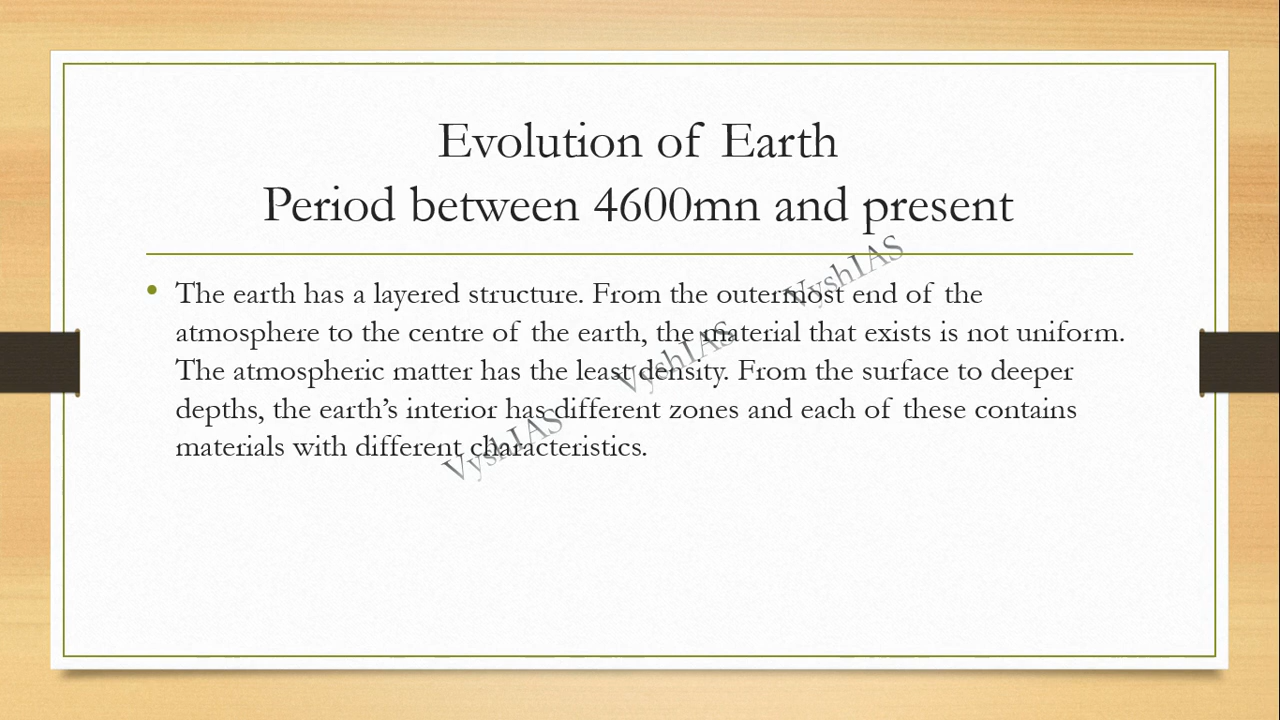 Evolution of Earth
Period between 4600mn and present
• The earth has a layered structure. From the outermost end of the
atmosphere to the centre of the earth, the material that exists is not uniform.
The atmospheric matter has the least density. From the surface to deeper
depths, the earth’s interior has different zones and each of these contains
materials with different characteristics.
VyshIAS
VyshIAS
VyshIAS